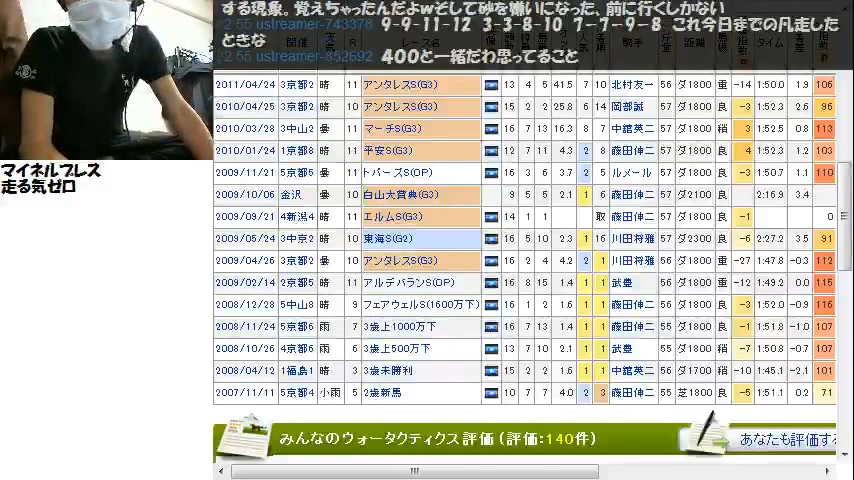 する現象。覚えちゃったんだよwそして砂を嫌いになった、前に行くしかない
2 55 ustreamer-743378 9-9-11-12 3-3-8-10 7-7-9-8 これ今日までの凡走した
ときな
2 55 ustreamer-852692 400と一緒だわ思ってること
マイネルブレス
走る気ゼロ
開催 R レース名 騎手 タイム
2011/04/24 3京都2 晴 11 アンタレスS(G3) 13 4 5 41.5 7 10 北村友一 56 ダ1800 重 -14 1:50.0 1.9 106
2010/04/25 3京都2 晴 10 アンタレスS(G3) 15 2 2 25.8 6 14 岡部誠 57 ダ1800 良 -3 1:52.3 2.6 96
2010/03/28 3中山2 曇 11 マーチS(G3) 16 7 13 16.3 8 7 中舘英二 57 ダ1800 稍 3 1:52.5 0.8 113
2010/01/24 1京都8 晴 11 平安S(G3) 12 7 11 4.3 2 8 藤田伸二 57 ダ1800 良 4 1:52.3 1.2 103
2009/11/21 5京都5 曇 11 トパーズS(OP) 16 3 6 3.7 2 5 ルメール 57 ダ1800 良 -3 1:50.7 1.1 110
2009/10/06 金沢 曇 10 白山大賞典(G3) 9 5 5 2.1 1 6 藤田伸二 57 ダ2100 良 2:16.9 3.4
2009/09/21 4新潟4 晴 11 エルムS(G3) 14 1 1 取 藤田伸二 57 ダ1800 良 -1 0
2009/05/24 3中京2 曇 10 東海S(G2) 16 5 10 2.3 1 16 川田将雅 57 ダ2300 良 -6 2:27.2 3.5 91
2009/04/26 3京都2 曇 10 アンタレスS(G3) 16 2 4 4.2 2 1 川田将雅 56 ダ1800 稍 -27 1:47.8 -0.3 112
2009/02/14 2京都5 晴 11 アルデバランS(OP) 16 8 15 1.4 1 1 武豊 56 ダ1800 重 -12 1:49.2 0.0 115
2008/12/28 5中山8 晴 9 フェアウェルS(1600万下) 16 1 2 1.6 1 1 藤田伸二 56 ダ1800 良 -3 1:52.0 -0.9 116
2008/11/24 5京都6 雨 7 3歳上1000万下 16 7 13 1.4 1 1 藤田伸二 56 ダ1800 良 -1 1:51.8 -1.0 107
2008/10/26 4京都6 雨 6 3歳上500万下 13 7 10 2.1 1 1 武豊 55 ダ1800 稍 -7 1:50.8 -0.7 107
2008/04/12 1福島1 晴 3 3歳未勝利 15 2 2 1.6 1 1 中舘英二 56 ダ1700 稍 -10 1:45.1 -2.1 101
2007/11/11 5京都4 小雨 5 2歳新馬 10 7 7 4.0 2 3 藤田伸二 55 芝1800 良 -5 1:51.1 0.2 71
みんなのウォータクティクス評価 (評価:140件)
あなたも評価する